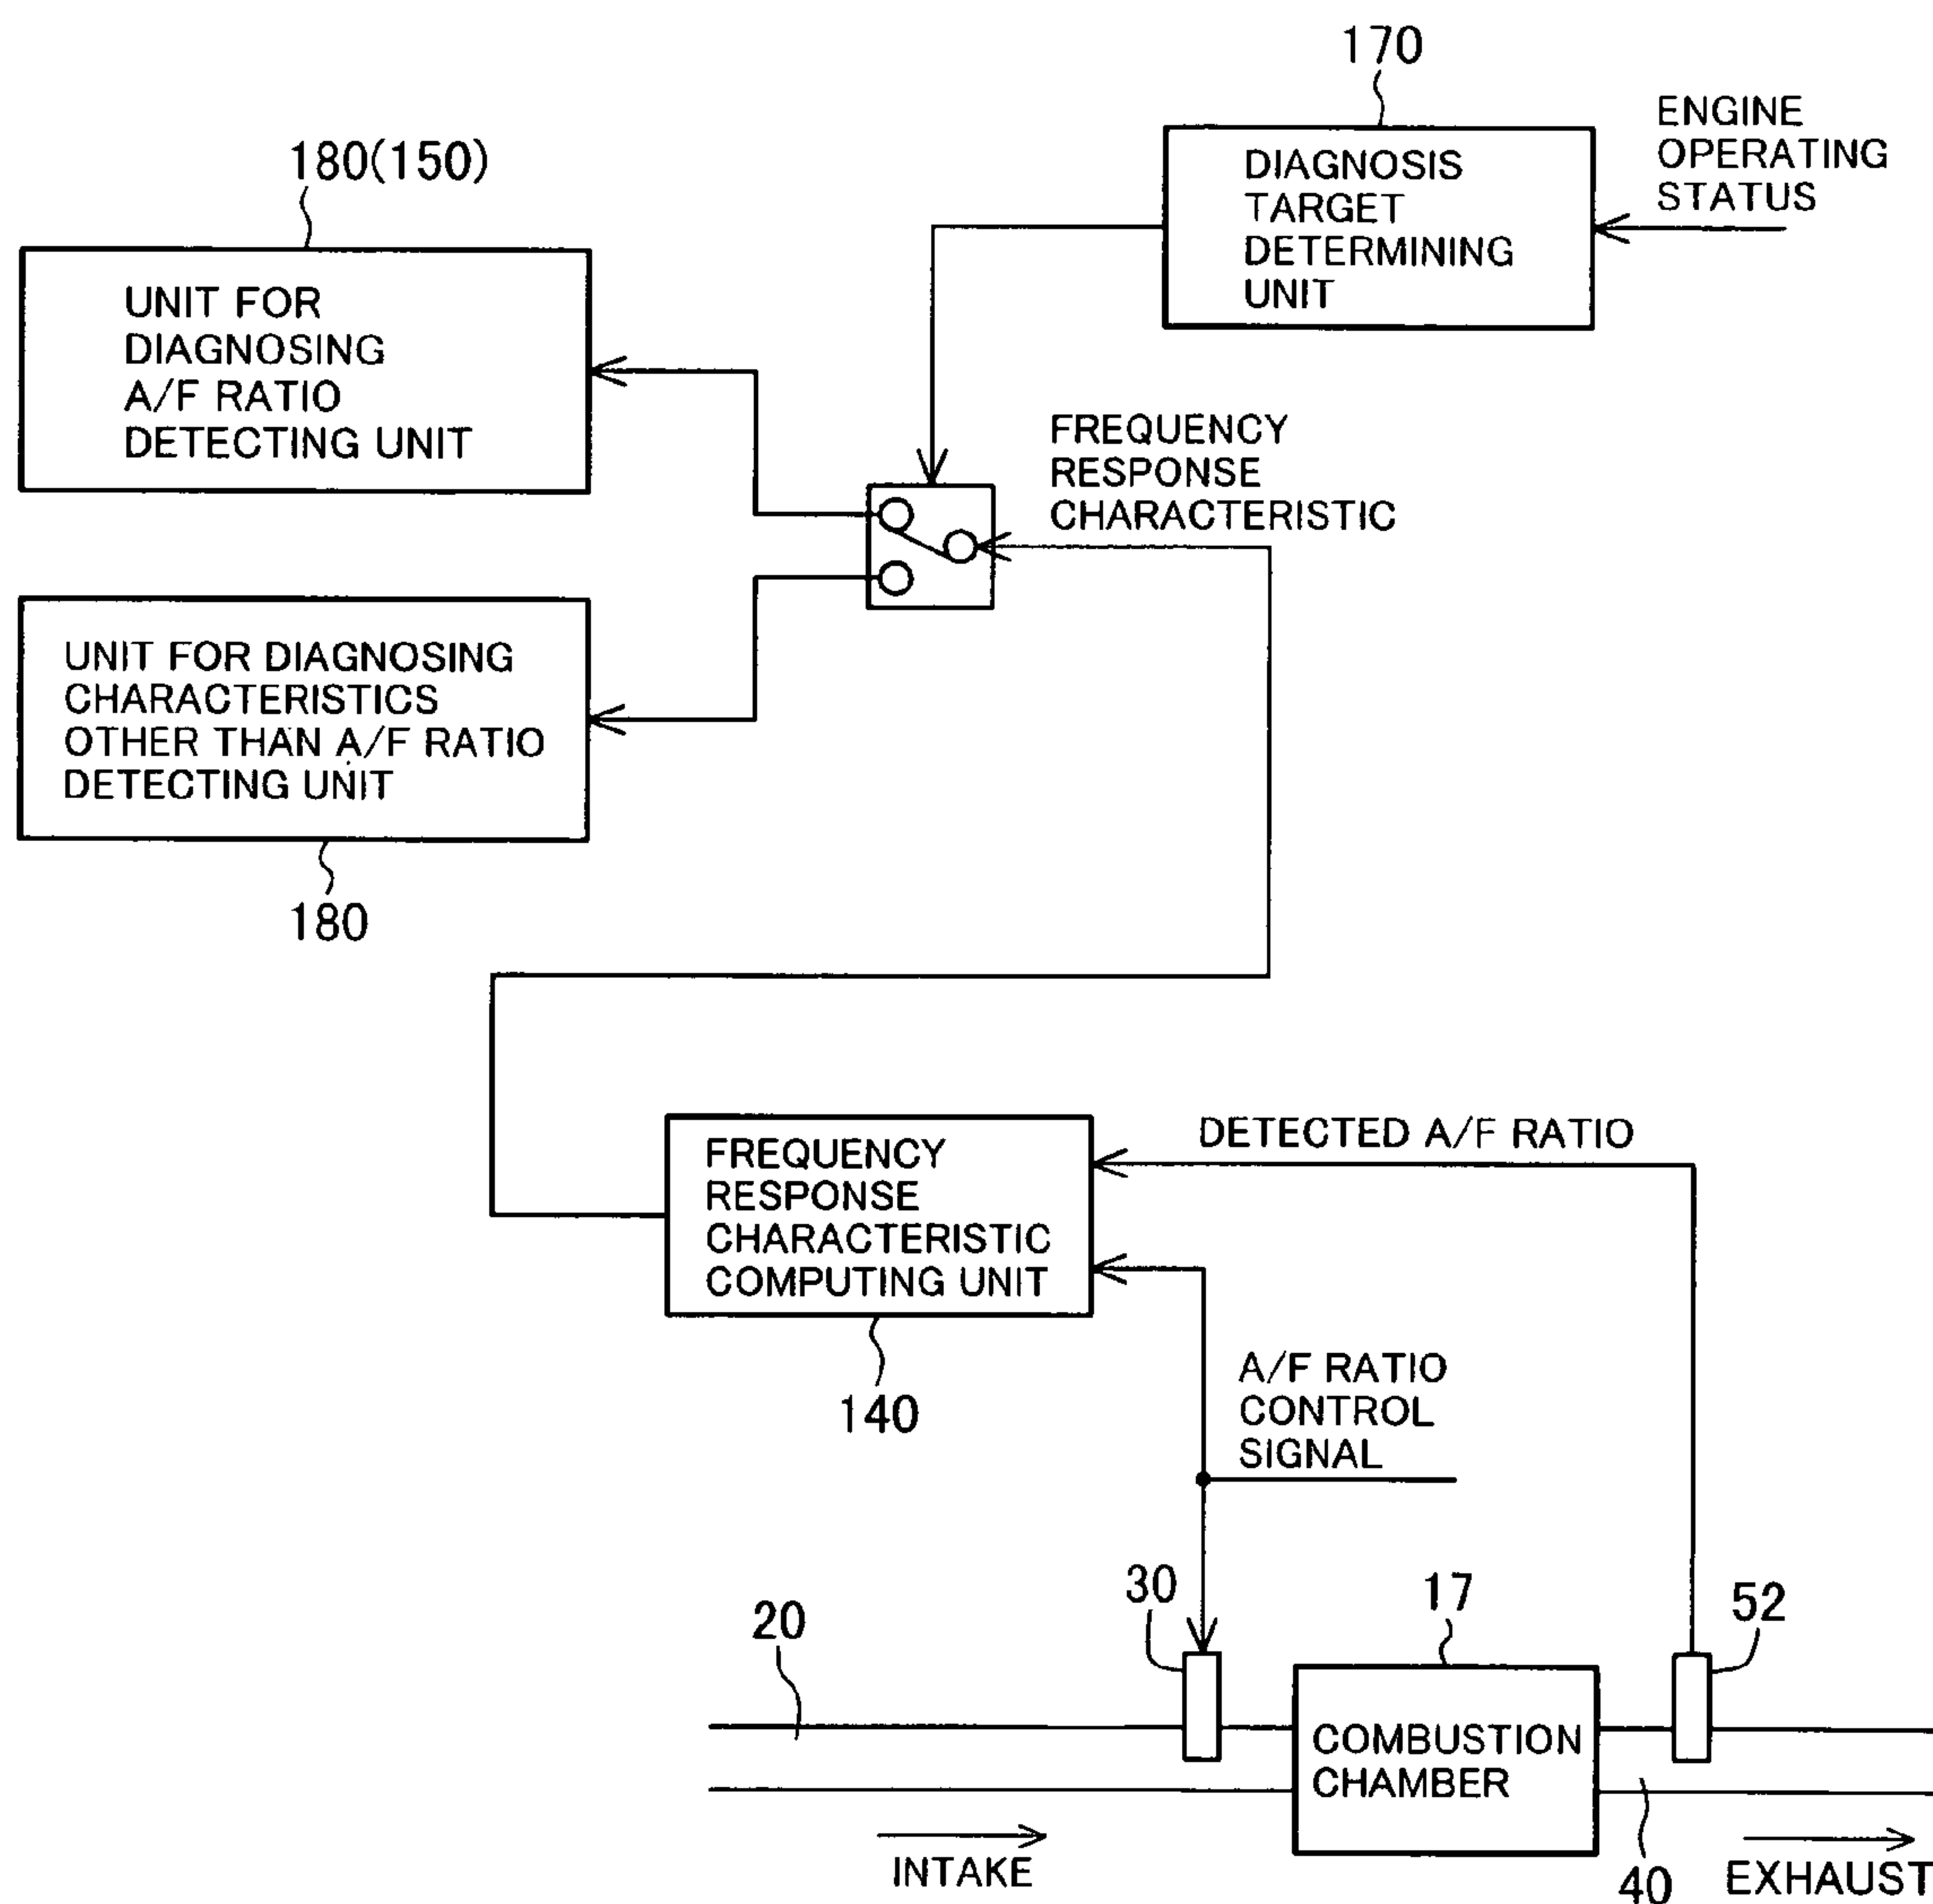 170
ENGINE
OPERATING
STATUS
DIAGNOSIS
TARGET
DETERMINING
UNIT
180(150)
UNIT FOR
DIAGNOSING
A/F RATIO
DETECTING UNIT
FREQUENCY
RESPONSE
CHARACTERISTIC
UNIT FOR DIAGNOSING
CHARACTERISTICS
OTHER THAN A/F RATIO
DETECTING UNIT
180
FREQUENCY
RESPONSE
CHARACTERISTIC
COMPUTING UNIT
140
DETECTED A/F RATIO
A/F RATIO
CONTROL
SIGNAL
20
30
17
52
COMBUSTION
CHAMBER
INTAKE
40
EXHAUST